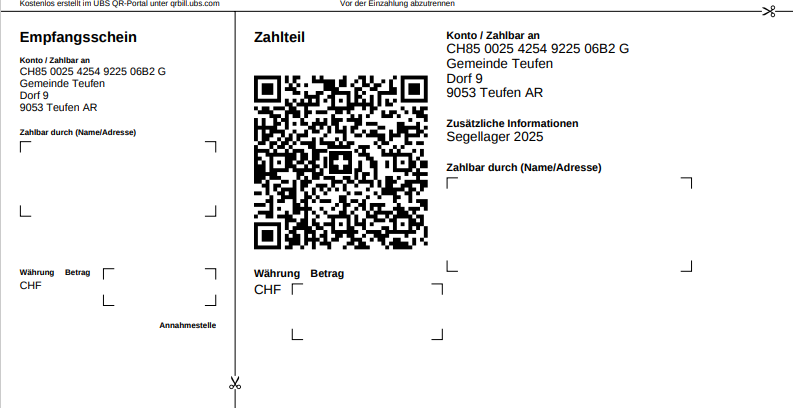 Kostenlos erstellt im UBS QR-Portal unter qrbill.ubs.com
Vor der Einzahlung abzutrennen
Empfangsschein
Konto / Zahlbar an
CH85 0025 4254 9225 06B2 G
Gemeinde Teufen
Dorf 9
9053 Teufen AR
Zahlbar durch (Name/Adresse)
Währung Betrag
CHF
Annahmestelle
Zahlteil
Währung Betrag
CHF
Konto / Zahlbar an
CH85 0025 4254 9225 06B2 G
Gemeinde Teufen
Dorf 9
9053 Teufen AR
Zusätzliche Informationen
Segellager 2025
Zahlbar durch (Name/Adresse)